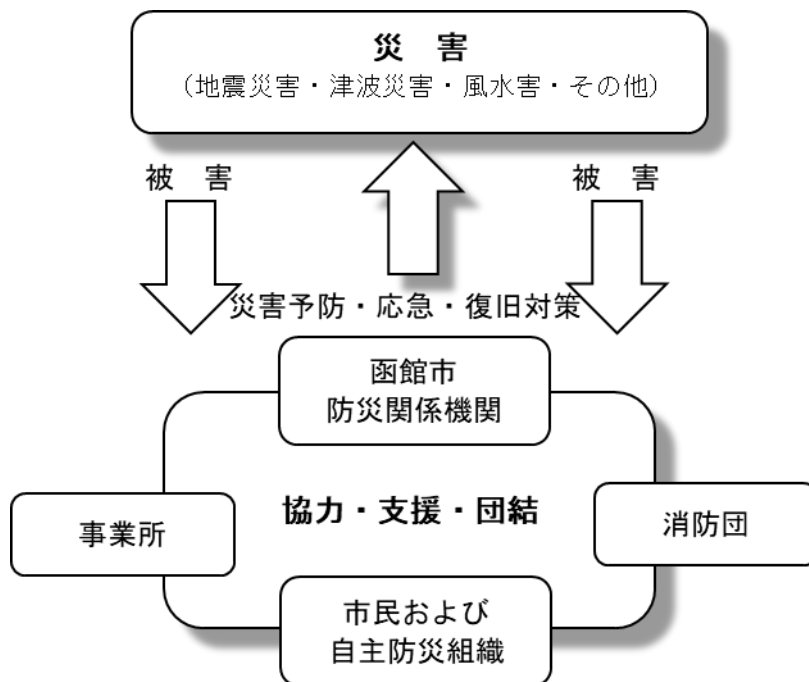 災　害
（地震災害・津波災害・風水害・その他）
被　害
被　害
災害予防・応急・復旧対策
函館市
防災関係機関
協力・支援・団結
事業所
消防団
市民および
自主防災組織